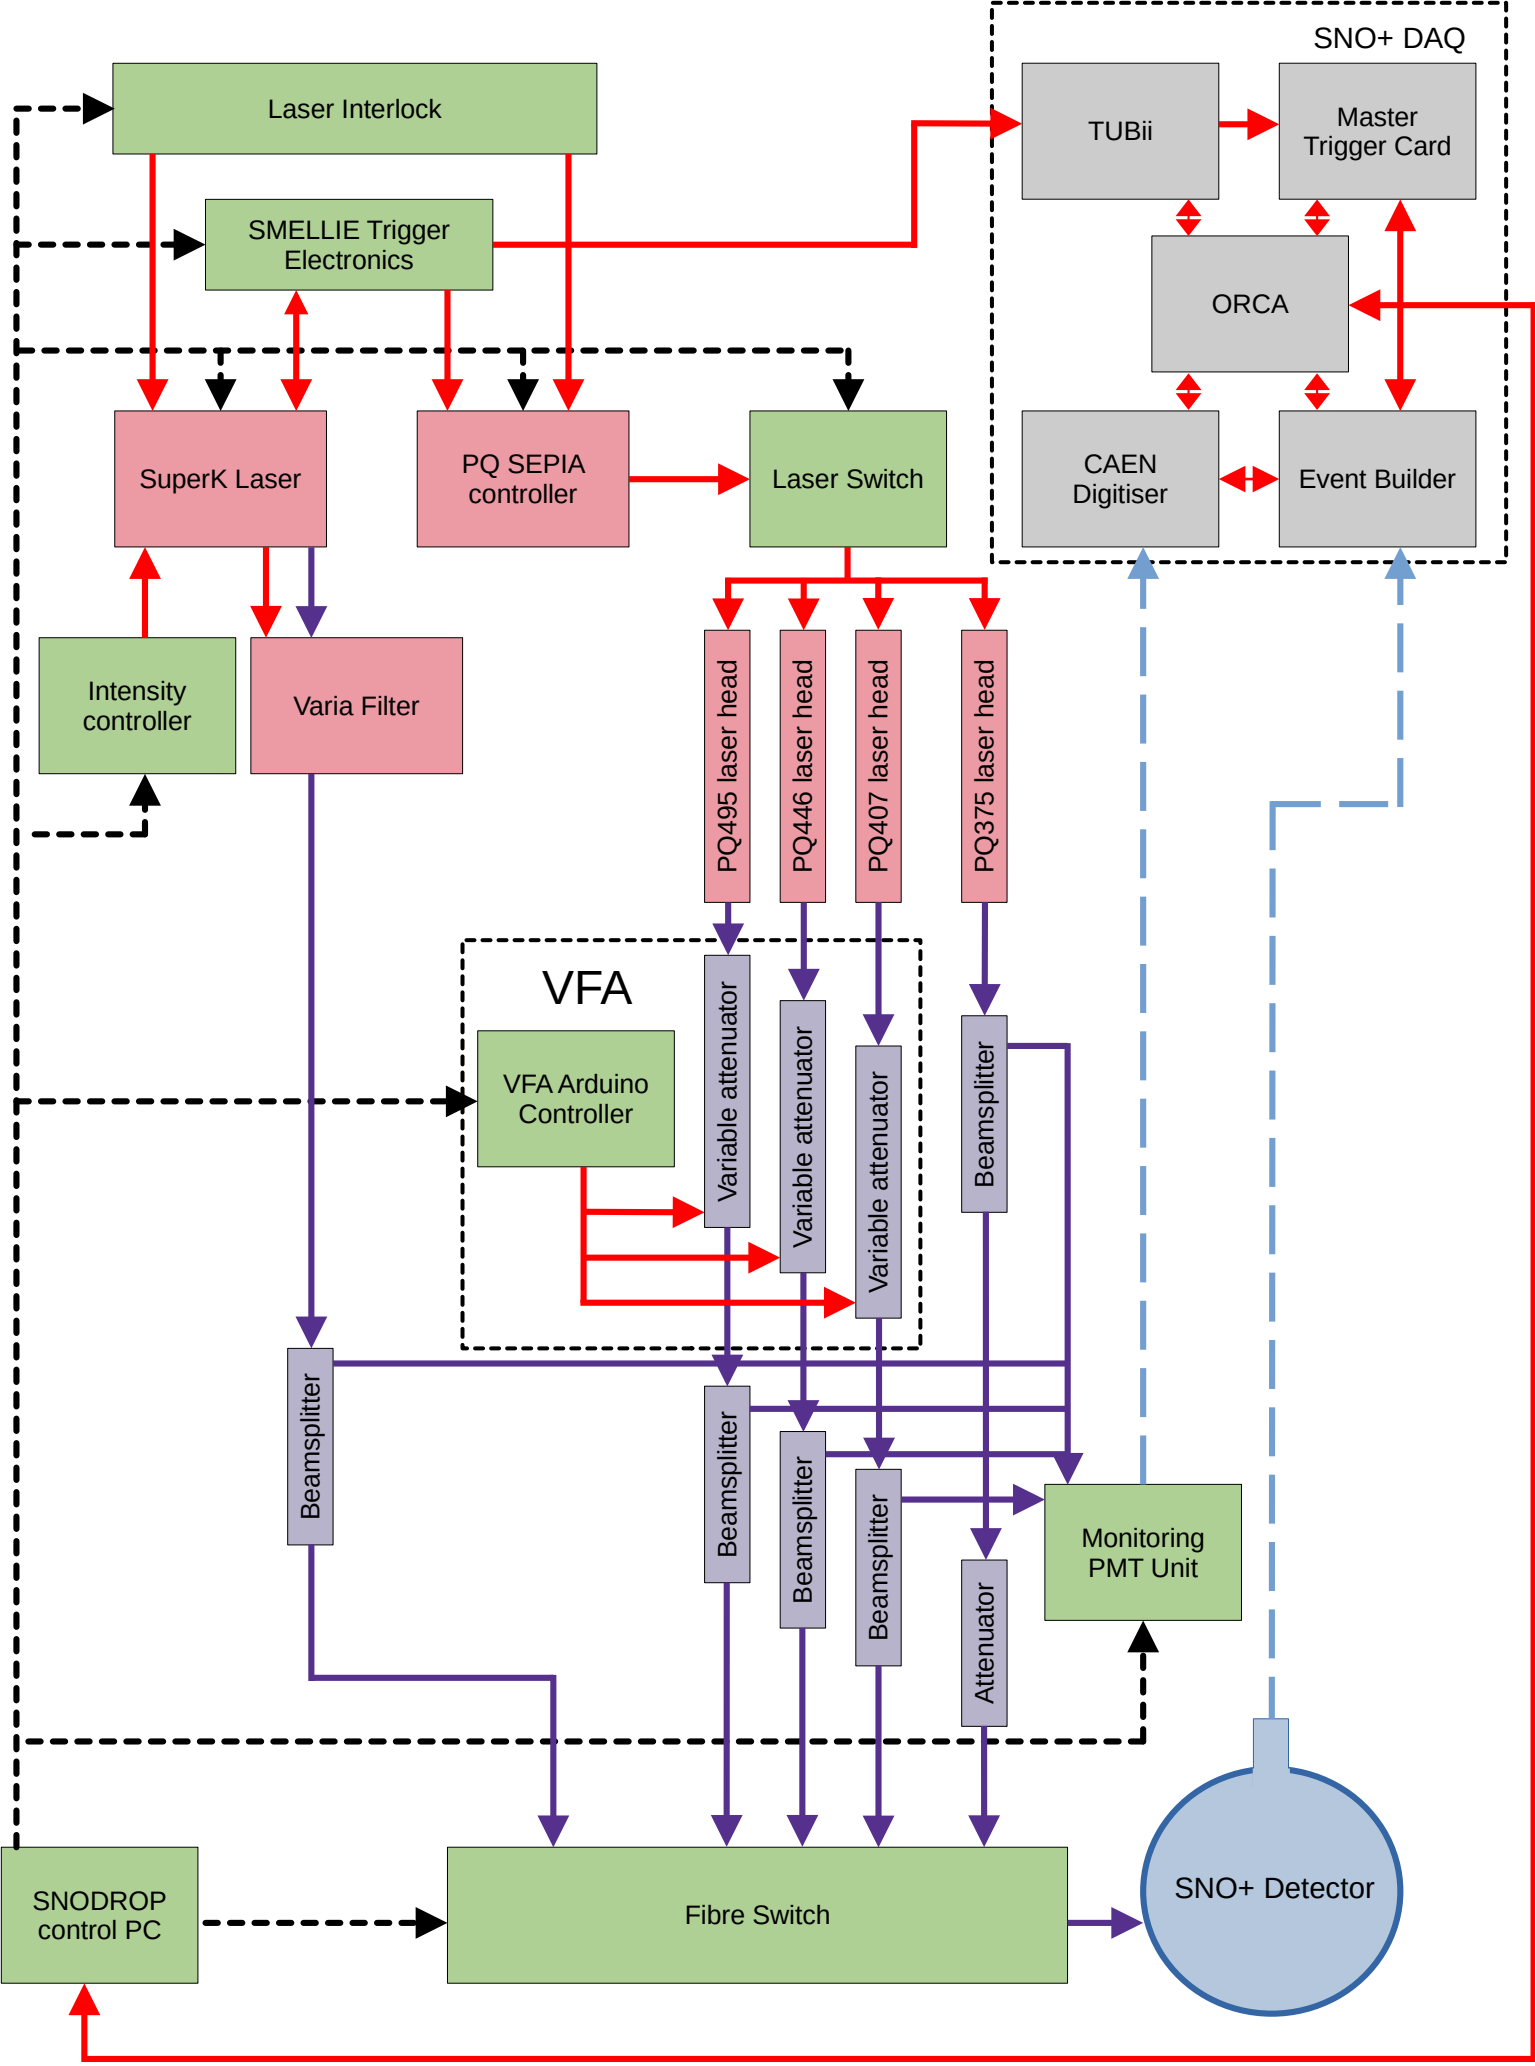 SNO+ DAQ
Laser Interlock
TUBii
Master
Trigger Card
SMELLIE Trigger
Electronics
ORCA
SuperK Laser
PQ SEPIA
controller
Laser Switch
CAEN
Digitiser
Event Builder
Intensity
controller
Varia Filter
PQ495 laser head
PQ446 laser head
PQ407 laser head
PQ375 laser head
VFA
VFA Arduino
Controller
Variable attenuator
Variable attenuator
Variable attenuator
Beamsplitter
Beamsplitter
Beamsplitter
Beamsplitter
Beamsplitter
Attenuator
Monitoring
PMT Unit
SNODROP
control PC
Fibre Switch
SNO+ Detector